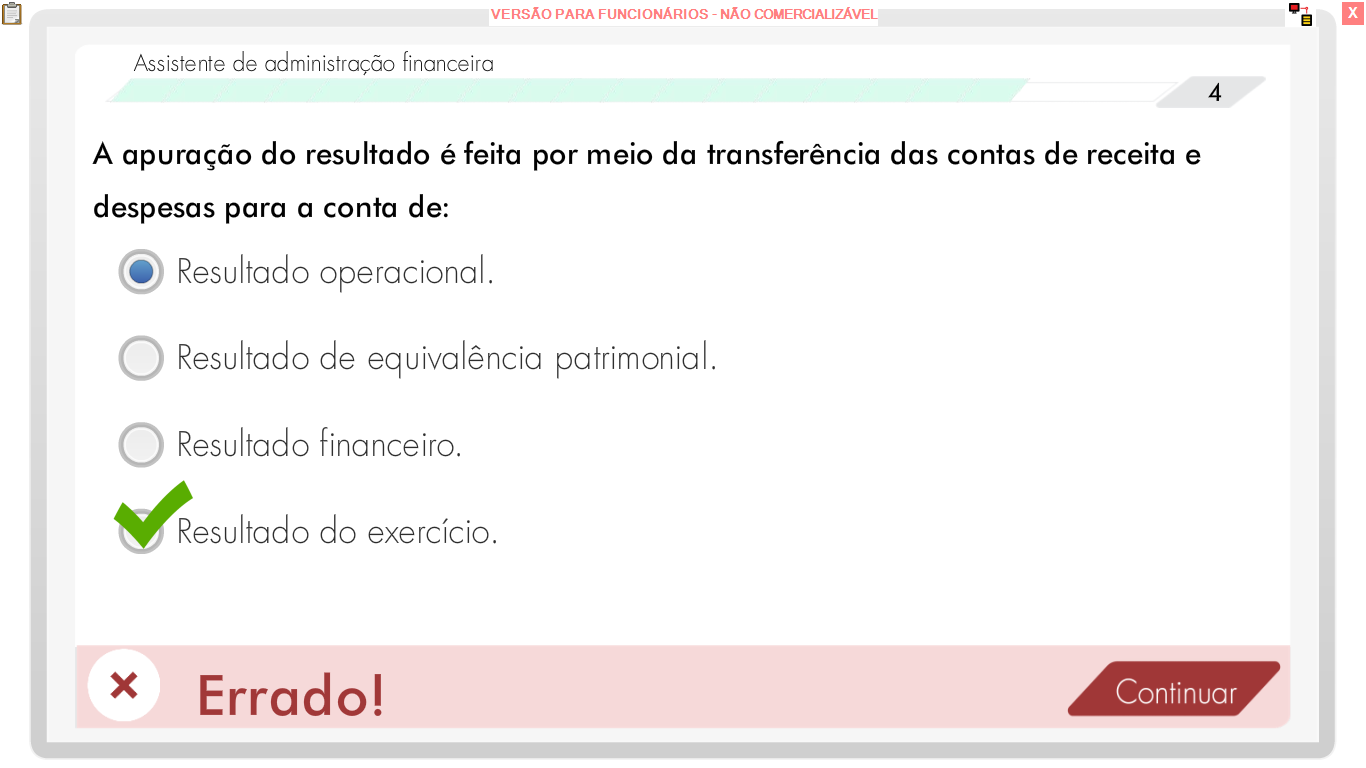 VERSÃO PARA FUNCIONÁRIOS - NÃO COMERCIALIZÁVEL
X
Assistente de administração financeira
4
A apuração do resultado é feita por meio da transferência das contas de receita e
despesas para a conta de:
Resultado operacional.
Resultado de equivalência patrimonial.
Resultado financeiro.
Resultado do exercício.
Errado!
Continuar